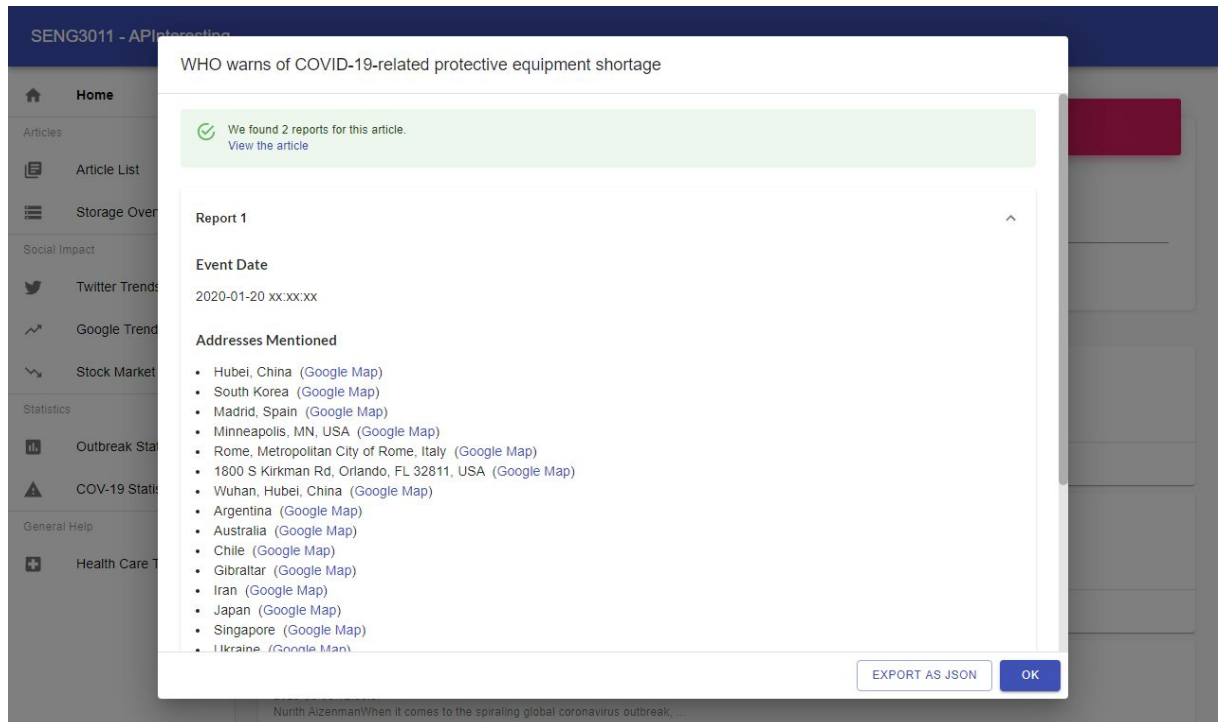 SENG3011 - APInteresting
WHO warns of COVID-19-related protective equipment shortage
Home
Articles
Article List
Storage Over
Social Impact
Twitter Trends
Google Trend
Stock Market
Statistics
Outbreak Stat
COV-19 Statis
General Help
Health Care T
We found 2 reports for this article.
View the article
Report 1
Event Date
2020-01-20 xx:xx:xx
Addresses Mentioned
• Hubei, China (Google Map)
• South Korea (Google Map)
• Madrid, Spain (Google Map)
• Minneapolis, MN, USA (Google Map)
• Rome, Metropolitan City of Rome, Italy (Google Map)
• 1800 S Kirkman Rd, Orlando, FL 32811, USA (Google Map)
• Wuhan, Hubei, China (Google Map)
• Argentina (Google Map)
• Australia (Google Map)
• Chile (Google Map)
• Gibraltar (Google Map)
• Iran (Google Map)
• Japan (Google Map)
• Singapore (Google Map)
• Ukraine (Google Map)
EXPORT AS JSON
OK
Nurith AizenmanWhen it comes to the spiraling global coronavirus outbreak, ...